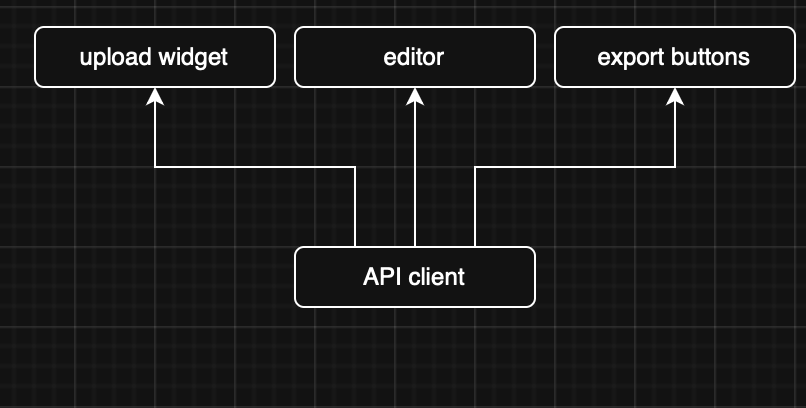 upload widget
editor
export buttons
API client